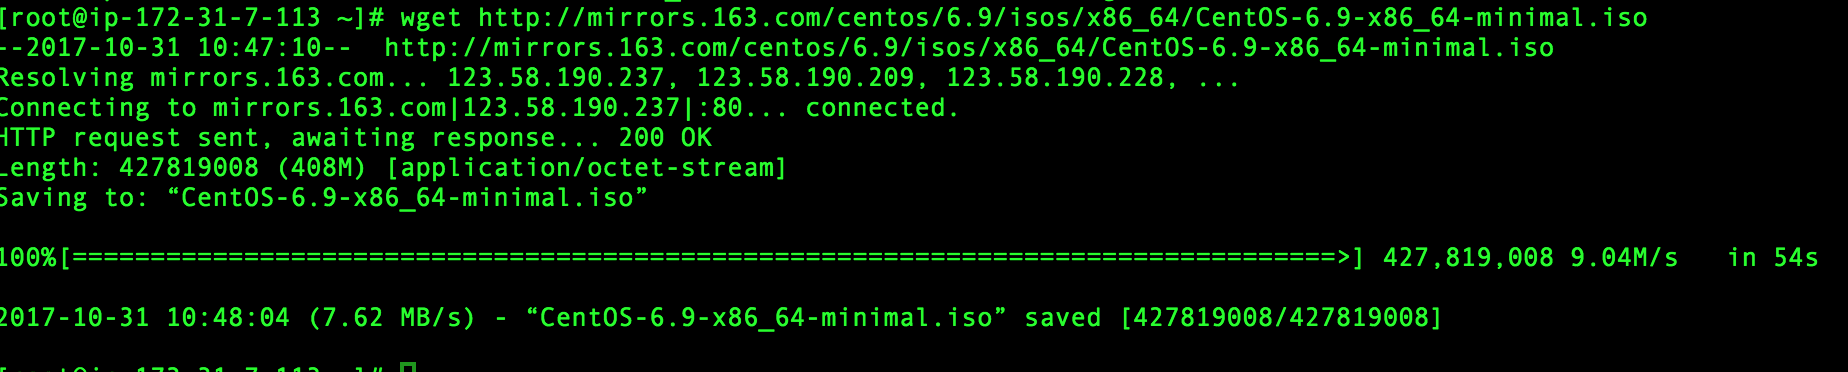 [root@ip-172-31-7-113 ~]# wget http://mirrors.163.com/centos/6.9/isos/x86_64/CentOS-6.9-x86_64-minimal.iso
--2017-10-31 10:47:10--  http://mirrors.163.com/centos/6.9/isos/x86_64/CentOS-6.9-x86_64-minimal.iso
Resolving mirrors.163.com... 123.58.190.237, 123.58.190.209, 123.58.190.228, ...
Connecting to mirrors.163.com|123.58.190.237|:80... connected.
HTTP request sent, awaiting response... 200 OK
Length: 427819008 (408M) [application/octet-stream]
Saving to: “CentOS-6.9-x86_64-minimal.iso”
100%[=================================================================================>] 427,819,008 9.04M/s   in 54s
2017-10-31 10:48:04 (7.62 MB/s) - “CentOS-6.9-x86_64-minimal.iso” saved [427819008/427819008]
[root@ip-172-31-7-113 ~]#